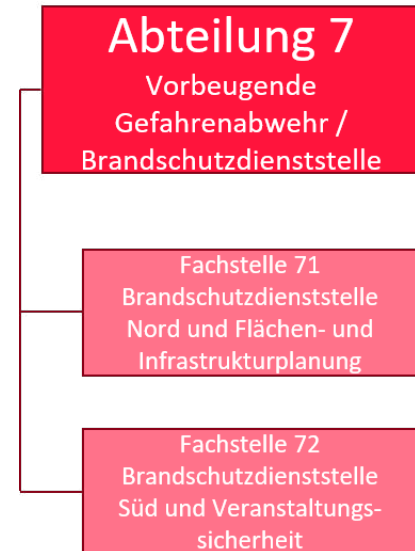 Abteilung 7
Vorbeugende
Gefahrenabwehr /
Brandschutzdienststelle
Fachstelle 71
Brandschutzdienststelle
Nord und Flächen- und
Infrastrukturplanung
Fachstelle 72
Brandschutzdienststelle
Süd und Veranstaltungs-
sicherheit